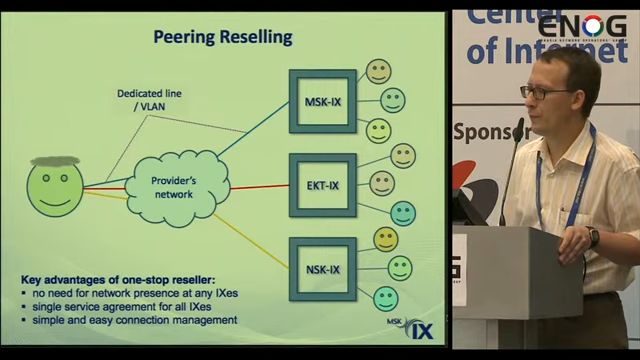 Peering Reselling
Dedicated line
/ VLAN
Provider's
network
MSK-IX
EKT-IX
NSK-IX
Key advantages of one-stop reseller:
no need for network presence at any IXes
single service agreement for all IXes
simple and easy connection management
MSK IX
Center
of Internet
ENOG
Sponsor